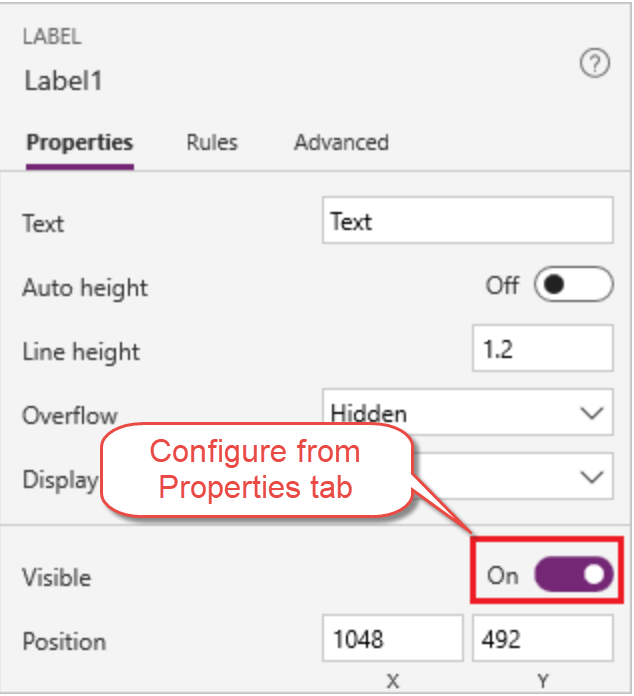 LABEL
Label1
?
Properties Rules Advanced
Text Text
Auto height Off
Line height 1.2
Overflow Hidden
Configure from
Properties tab
Display
Visible On
Position 1048 492
X Y